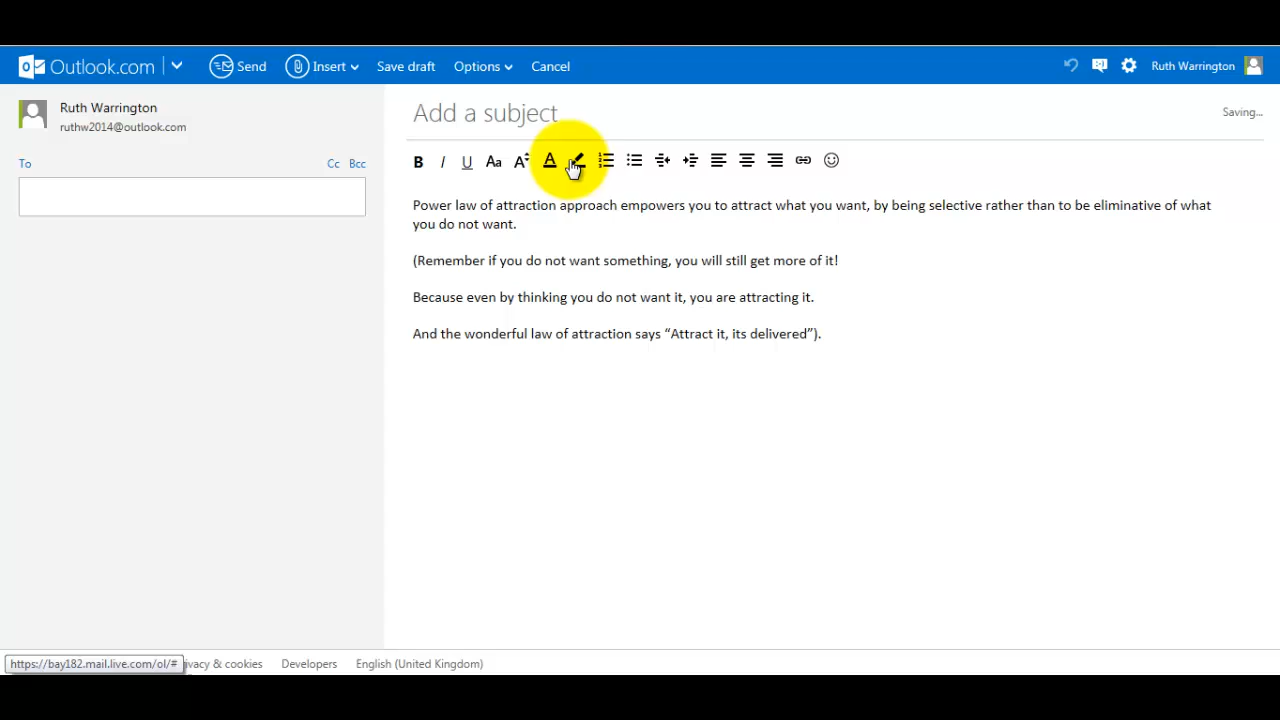 Outlook.com Send Insert Save draft Options Cancel Ruth Warrington
Ruth Warrington
ruthw2014@outlook.com
To Cc Bcc
Add a subject
Saving...
B I U Aa A A
Power law of attraction approach empowers you to attract what you want, by being selective rather than to be eliminative of what
you do not want.
(Remember if you do not want something, you will still get more of it!
Because even by thinking you do not want it, you are attracting it.
And the wonderful law of attraction says “Attract it, its delivered”).
https://bay182.mail.live.com/ol/# ivacy & cookies Developers English (United Kingdom)